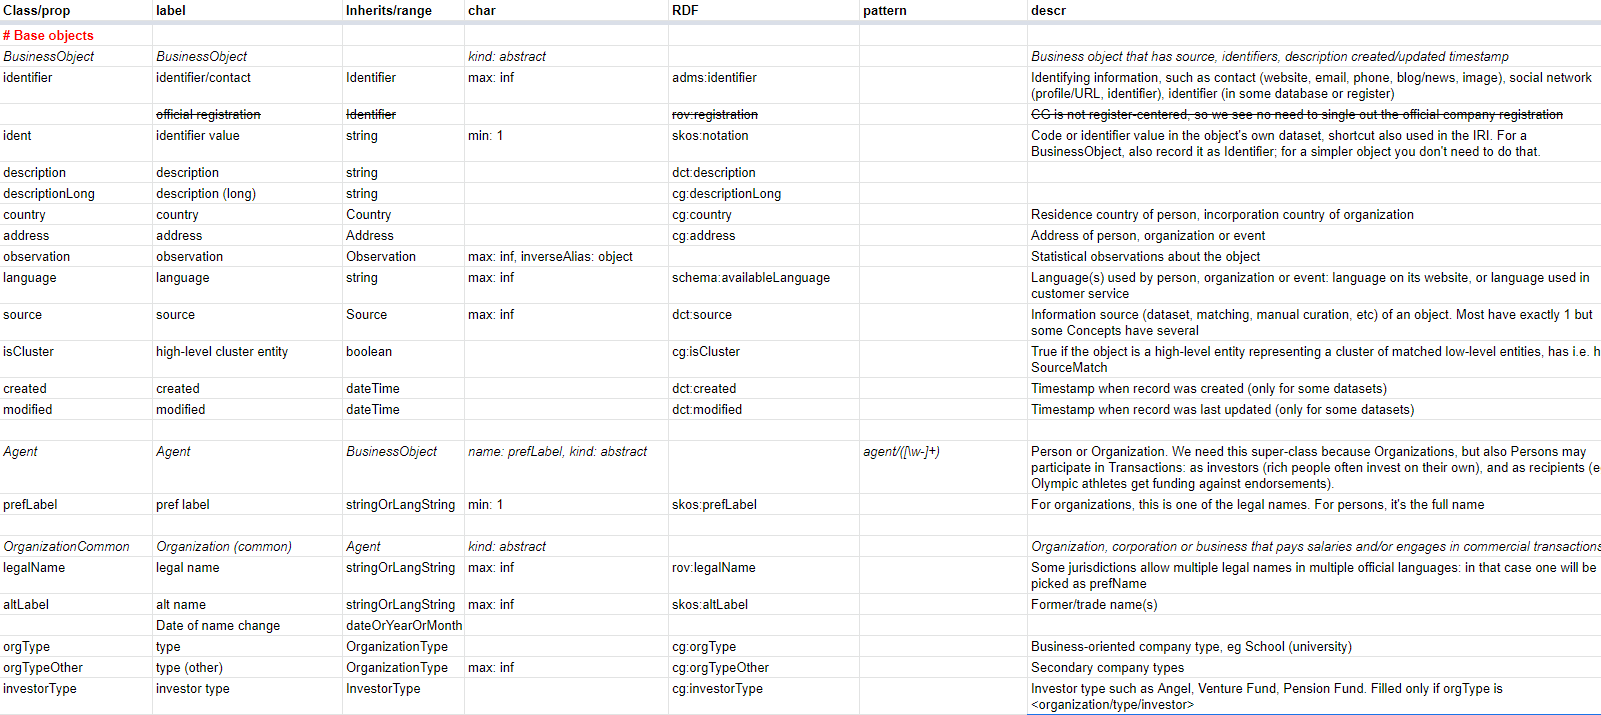 Class/prop label Inherits/range char RDF pattern descr
# Base objects
BusinessObject BusinessObject kind: abstract Business object that has source, identifiers, description created/updated timestamp
identifier identifier/contact Identifier max: inf adms:identifier Identifying information, such as contact (website, email, phone, blog/news, image), social network
(profile/URL, identifier), identifier (in some database or register)
official registration Identifier rov:registration CG is not register-centered, so we see no need to single out the official company registration
ident identifier value string min: 1 skos:notation Code or identifier value in the object's own dataset, shortcut also used in the IRI. For a
BusinessObject, also record it as Identifier; for a simpler object you don't need to do that.
description description string dct:description
descriptionLong description (long) string cg:descriptionLong
country country Country cg:country Residence country of person, incorporation country of organization
address address Address cg:address Address of person, organization or event
observation observation Observation max: inf, inverseAlias: object Statistical observations about the object
language language string max: inf schema:availableLanguage Language(s) used by person, organization or event: language on its website, or language used in
customer service
source source Source max: inf dct:source Information source (dataset, matching, manual curation, etc) of an object. Most have exactly 1 but
some Concepts have several
isCluster high-level cluster entity boolean cg:isCluster True if the object is a high-level entity representing a cluster of matched low-level entities, has i.e. h
SourceMatch
created created dateTime dct:created Timestamp when record was created (only for some datasets)
modified modified dateTime dct:modified Timestamp when record was last updated (only for some datasets)
Agent Agent BusinessObject name: prefLabel, kind: abstract agent/([\w-]+) Person or Organization. We need this super-class because Organizations, but also Persons may
participate in Transactions: as investors (rich people often invest on their own), and as recipients (e
Olympic athletes get funding against endorsements).
prefLabel pref label stringOrLangString min: 1 skos:prefLabel For organizations, this is one of the legal names. For persons, it's the full name
OrganizationCommon Organization (common) Agent kind: abstract Organization, corporation or business that pays salaries and/or engages in commercial transactions
legalName legal name stringOrLangString max: inf rov:legalName Some jurisdictions allow multiple legal names in multiple official languages: in that case one will be
picked as prefName
altLabel alt name stringOrLangString max: inf skos:altLabel Former/trade name(s)
Date of name change dateOrYearOrMonth
orgType type OrganizationType cg:orgType Business-oriented company type, eg School (university)
orgTypeOther type (other) OrganizationType max: inf cg:orgTypeOther Secondary company types
investorType investor type InvestorType cg:investorType Investor type such as Angel, Venture Fund, Pension Fund. Filled only if orgType is
<organization/type/investor>